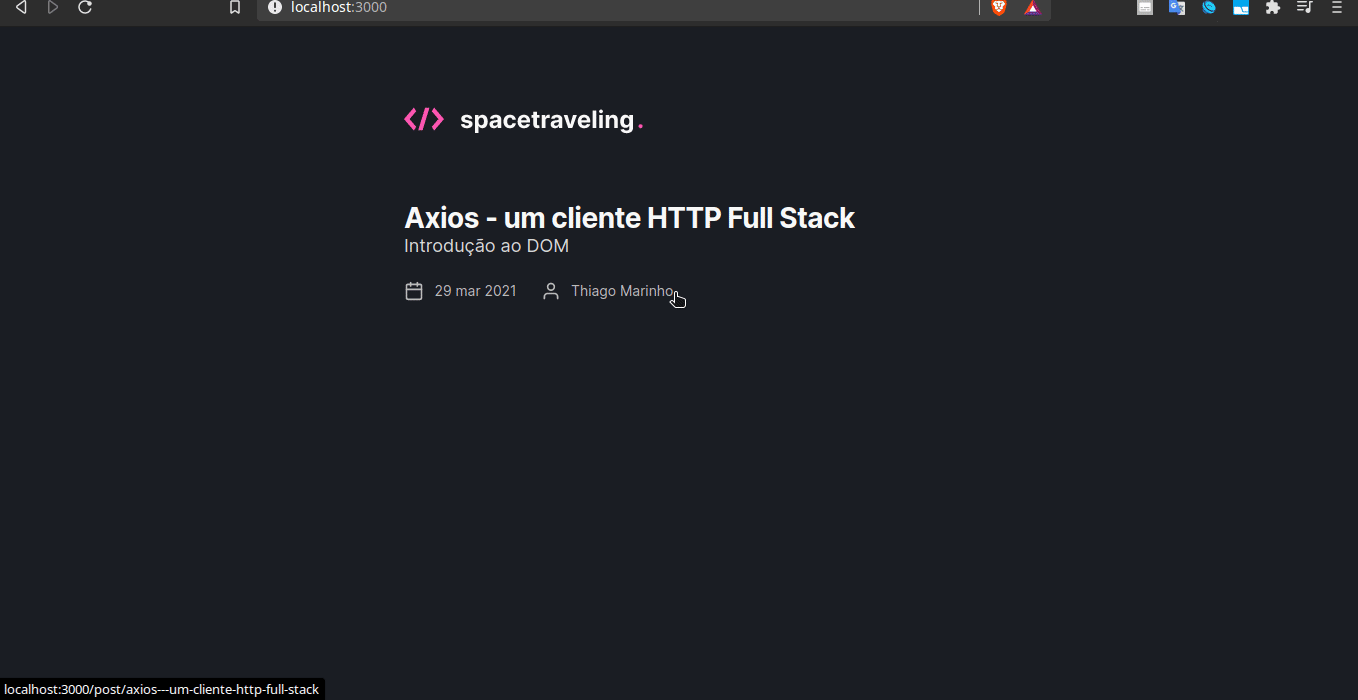 localhost:3000
</> spacetraveling.
Axios - um cliente HTTP Full Stack
Introdução ao DOM
29 mar 2021 Thiago Marinho
localhost:3000/post/axios---um-cliente-http-full-stack